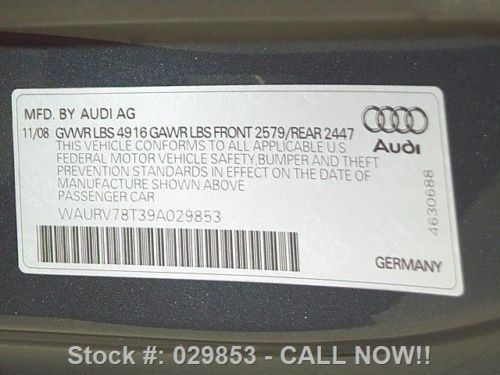 MFD. BY AUDI AG
11/08 GVWR LBS 4916 GAWR LBS FRONT 2579/REAR 2447
THIS VEHICLE CONFORMS TO ALL APPLICABLE U.S.
FEDERAL MOTOR VEHICLE SAFETY, BUMPER AND THEFT
PREVENTION STANDARDS IN EFFECT ON THE DATE OF
MANUFACTURE SHOWN ABOVE
PASSENGER CAR
WAURV78T39A029853
Audi
4630688
GERMANY
Stock #: 029853 - CALL NOW!!